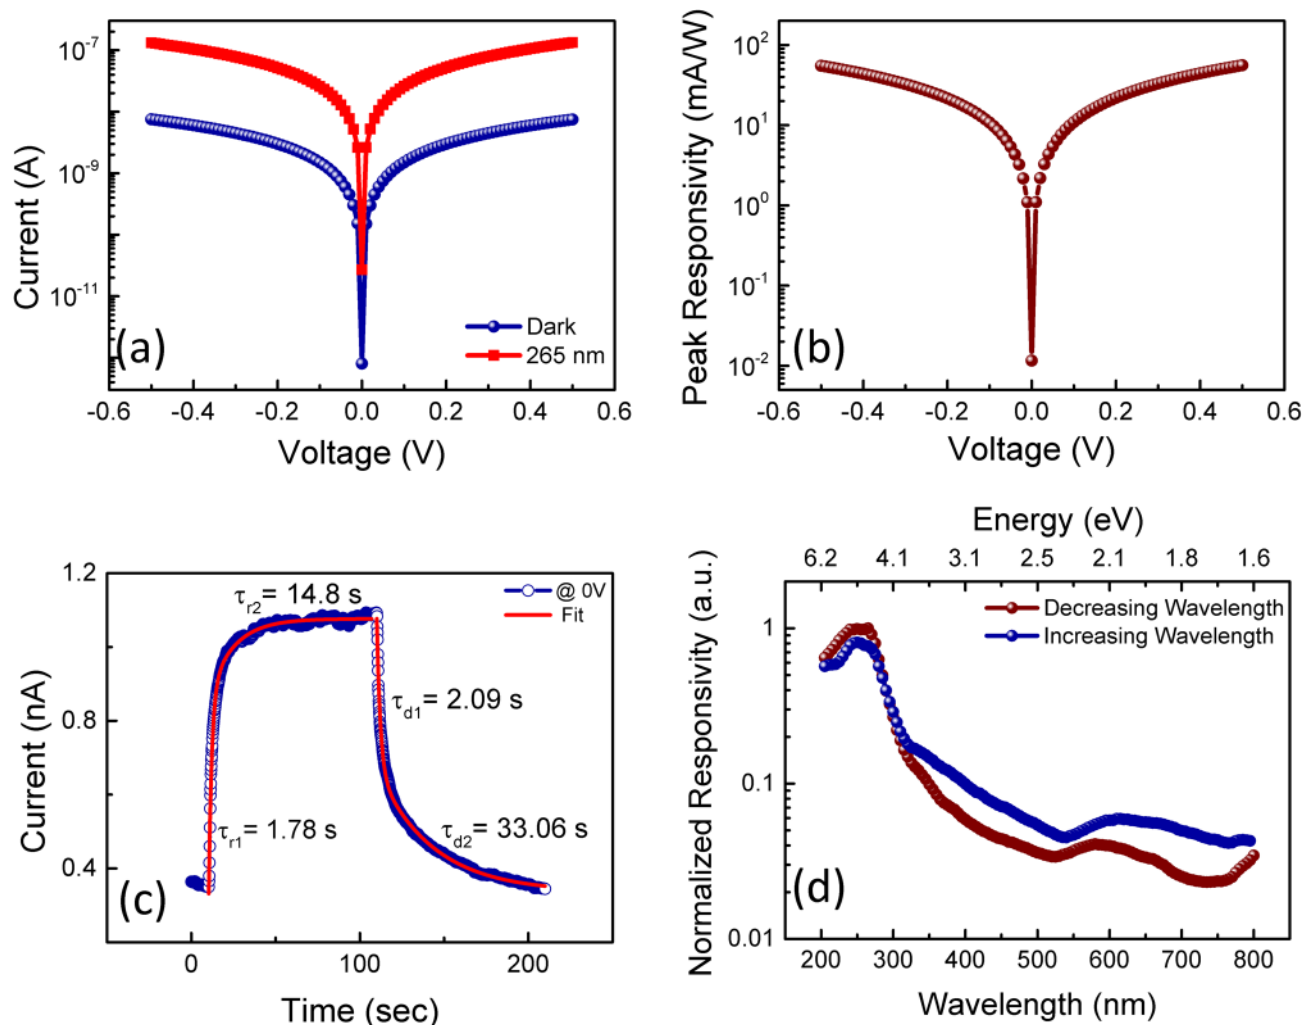 10^-7
10^-9
10^-11
Current (A)
(a)
Dark
265 nm
-0.6 -0.4 -0.2 0.0 0.2 0.4 0.6
Voltage (V)
10^2
10^1
10^0
10^-1
10^-2
Peak Responsivity (mA/W)
(b)
-0.6 -0.4 -0.2 0.0 0.2 0.4 0.6
Voltage (V)
1.2
1.0
0.8
0.6
0.4
Current (nA)
τr2= 14.8 s
@ 0V
Fit
τd1= 2.09 s
τr1= 1.78 s
τd2= 33.06 s
(c)
0 100 200
Time (sec)
Energy (eV)
6.2 4.1 3.1 2.5 2.1 1.8 1.6
Decreasing Wavelength
Increasing Wavelength
1
0.1
0.01
Normalized Responsivity (a.u.)
(d)
200 300 400 500 600 700 800
Wavelength (nm)